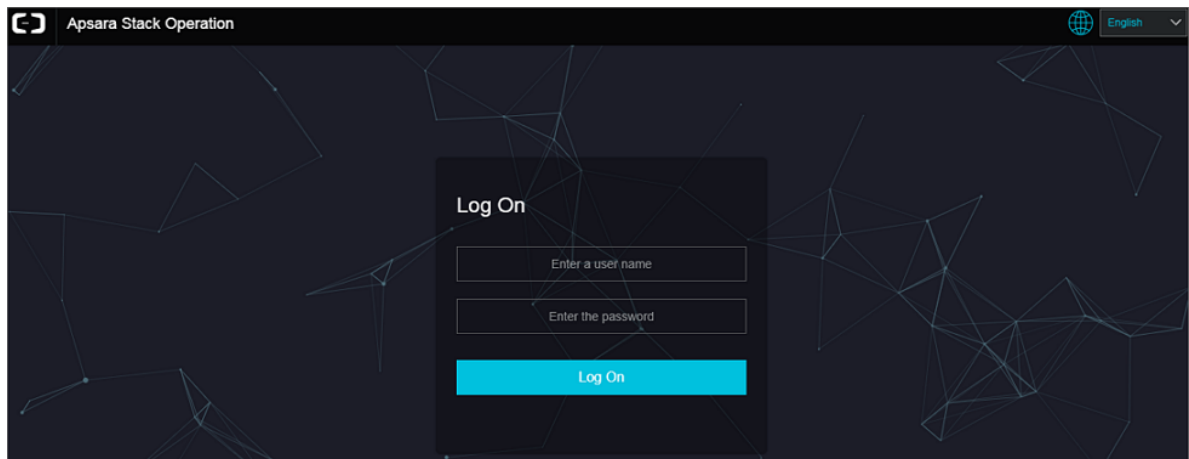 Apsara Stack Operation
English
Log On
Enter a user name
Enter the password
Log On